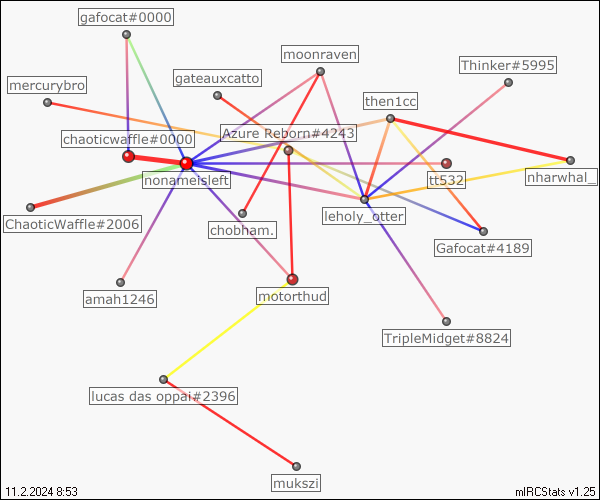 gafocat#0000
moonraven
Thinker#5995
mercurybro
gateauxcatto
then1cc
chaoticwaffle#0000
Azure Reborn#4243
nonameisleft
tt532
nharwhal_
ChaoticWaffle#2006
chobham.
leholy_otter
Gafocat#4189
amah1246
motorthud
TripleMidget#8824
lucas das oppai#2396
mukszi
11.2.2024 8:53
mIRCStats v1.25